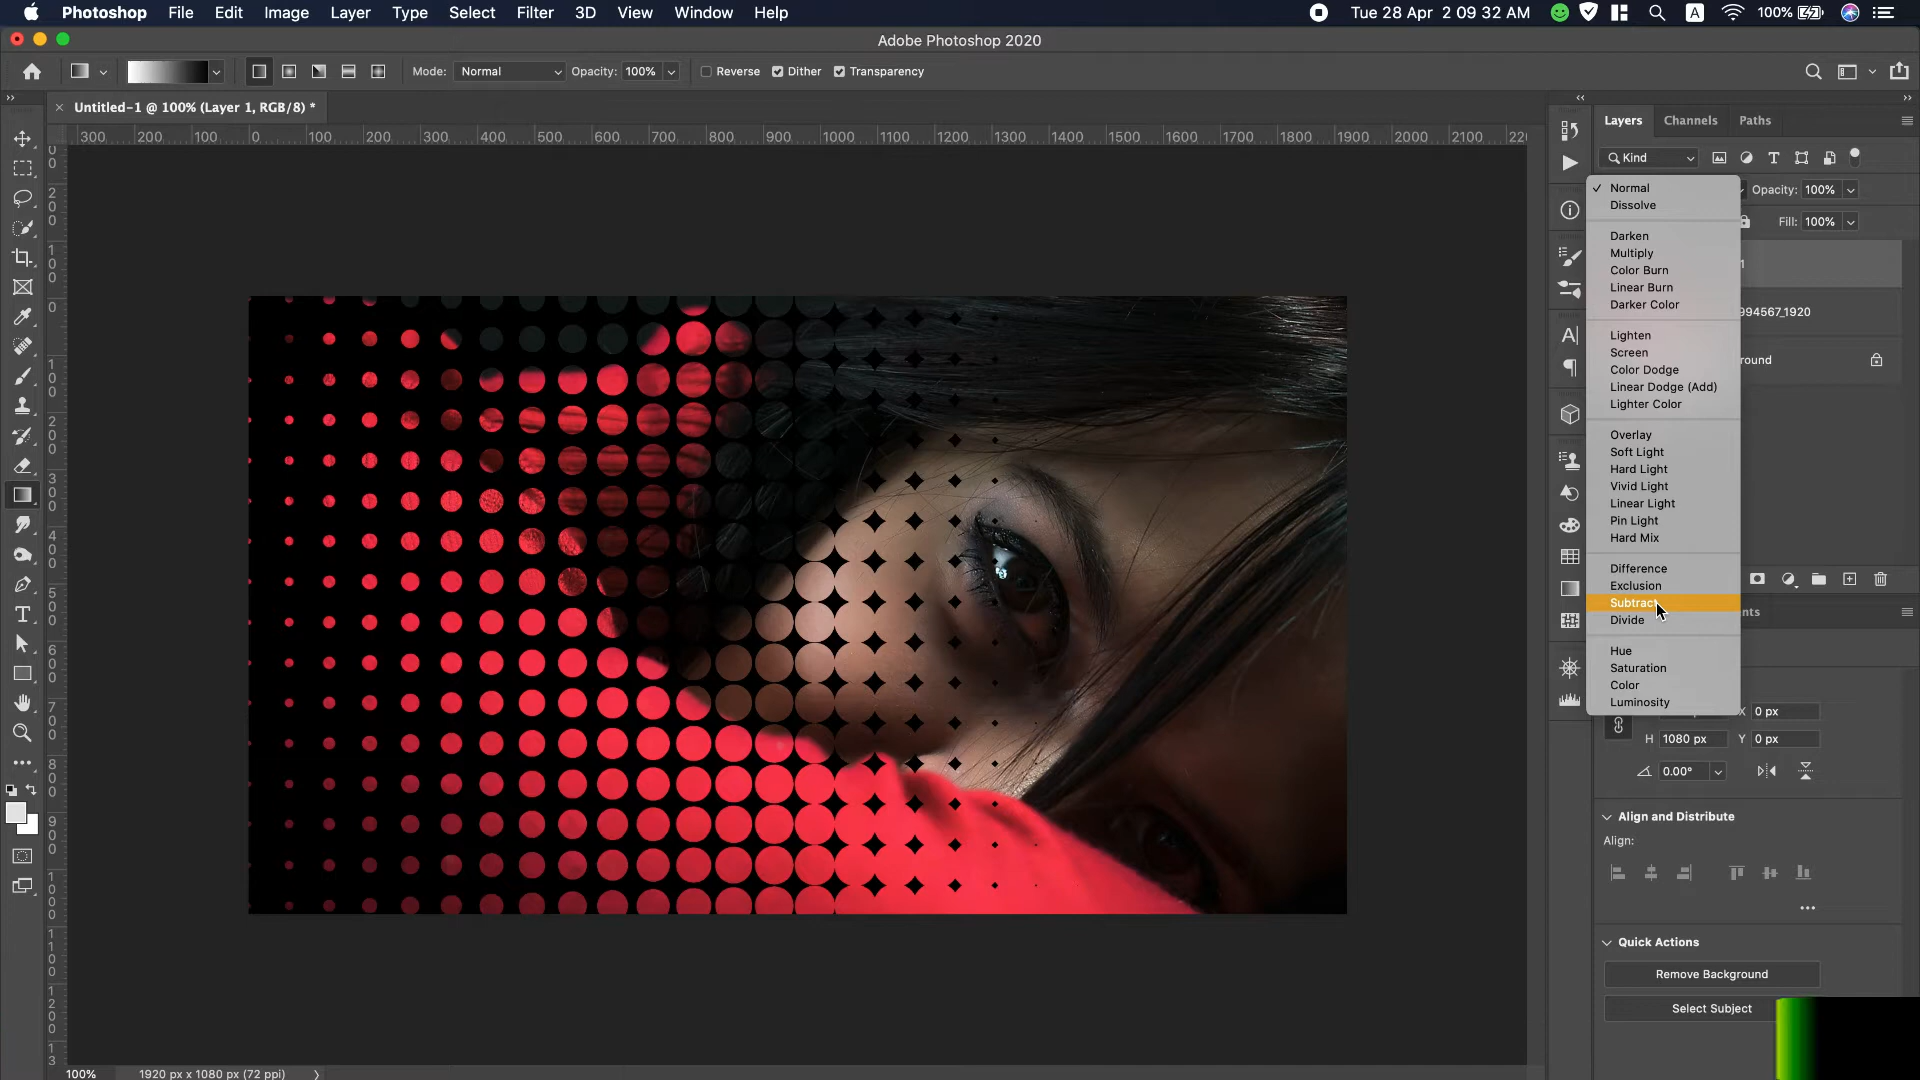 Photoshop File Edit Image Layer Type Select Filter 3D View Window Help Tue 28 Apr 2 09 32 AM A 100%
Adobe Photoshop 2020
Mode: Normal Opacity: 100% Reverse Dither Transparency
Untitled-1 @ 100% (Layer 1, RGB/8) *
Layers Channels Paths
300 200 100 0 100 200 300 400 500 600 700 800 900 1000 1100 1200 1300 1400 1500 1600 1700 1800 1900 2000 2100
Kind
Normal Opacity: 100%
Dissolve
Fill: 100%
Darken
Multiply
Color Burn
Linear Burn
Darker Color
994567_1920
Lighten
Screen
Color Dodge
round
Linear Dodge (Add)
Lighter Color
Overlay
Soft Light
Hard Light
Vivid Light
Linear Light
Pin Light
Hard Mix
Difference
Exclusion
Subtract
Divide
nts
Hue
Saturation
Color
Luminosity
X 0 px
H 1080 px Y 0 px
0.00°
Align and Distribute
Align:
Quick Actions
Remove Background
Select Subject
100% 1920 px x 1080 px (72 ppi)